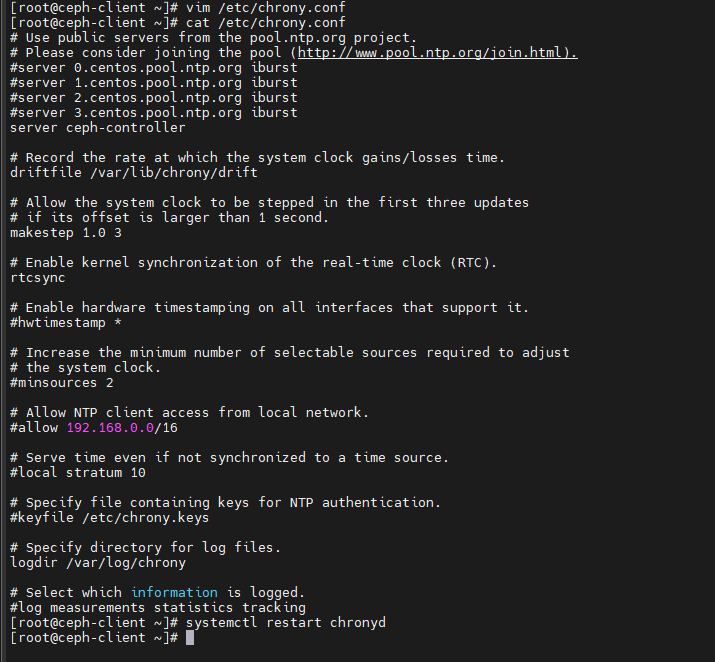 [root@ceph-client ~]# vim /etc/chrony.conf
[root@ceph-client ~]# cat /etc/chrony.conf
# Use public servers from the pool.ntp.org project.
# Please consider joining the pool (http://www.pool.ntp.org/join.html).
#server 0.centos.pool.ntp.org iburst
#server 1.centos.pool.ntp.org iburst
#server 2.centos.pool.ntp.org iburst
#server 3.centos.pool.ntp.org iburst
server ceph-controller

# Record the rate at which the system clock gains/losses time.
driftfile /var/lib/chrony/drift

# Allow the system clock to be stepped in the first three updates
# if its offset is larger than 1 second.
makestep 1.0 3

# Enable kernel synchronization of the real-time clock (RTC).
rtcsync

# Enable hardware timestamping on all interfaces that support it.
#hwtimestamp *

# Increase the minimum number of selectable sources required to adjust
# the system clock.
#minsources 2

# Allow NTP client access from local network.
#allow 192.168.0.0/16

# Serve time even if not synchronized to a time source.
#local stratum 10

# Specify file containing keys for NTP authentication.
#keyfile /etc/chrony.keys

# Specify directory for log files.
logdir /var/log/chrony

# Select which information is logged.
#log measurements statistics tracking
[root@ceph-client ~]# systemctl restart chronyd
[root@ceph-client ~]#